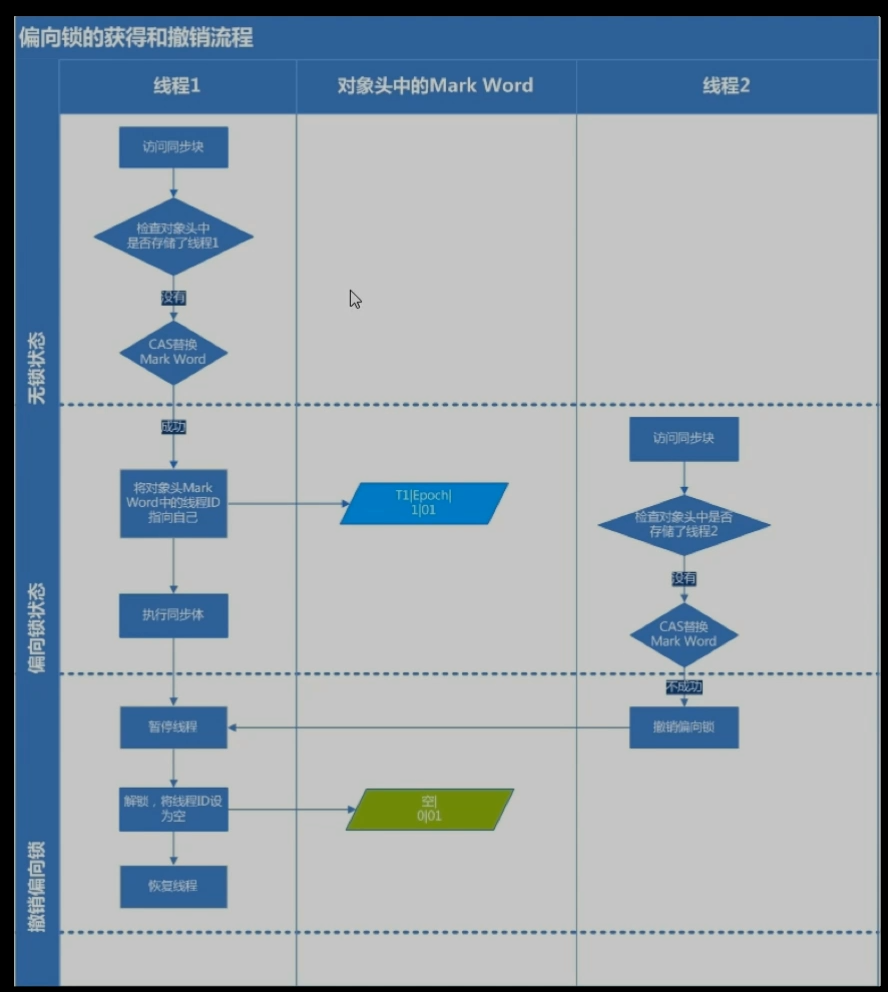 偏向锁的获得和撤销流程
线程1
对象头中的Mark Word
线程2
无锁状态
访问同步块
检查对象头中
是否存储了线程1
没有
CAS替换
Mark Word
偏向锁状态
成功
将对象头Mark
Word中的线程ID
指向自己
T1|Epoch|
1|01
执行同步体
访问同步块
检查对象头中是否
存储了线程2
没有
CAS替换
Mark Word
撤销偏向锁
不成功
撤销偏向锁
暂停线程
解锁，将线程ID设
为空
空|
0|01
恢复线程